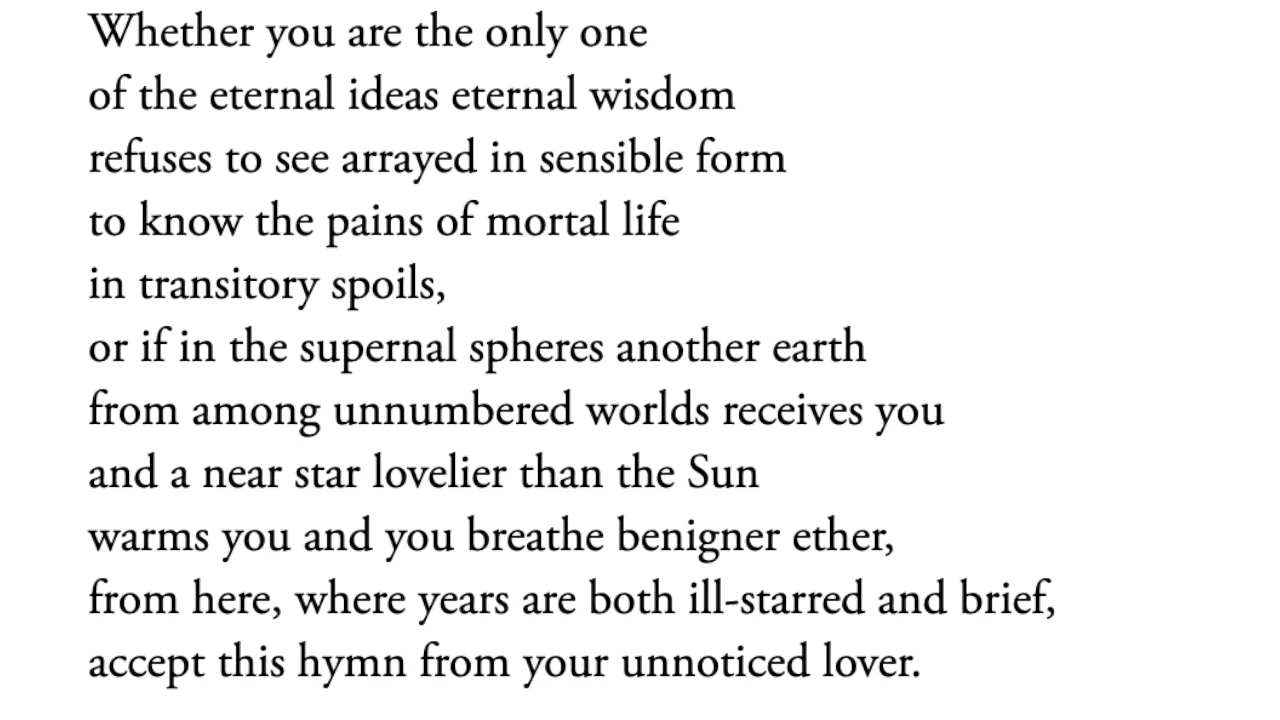 Whether you are the only one
of the eternal ideas eternal wisdom
refuses to see arrayed in sensible form
to know the pains of mortal life
in transitory spoils,
or if in the supernal spheres another earth
from among unnumbered worlds receives you
and a near star lovelier than the Sun
warms you and you breathe benigner ether,
from here, where years are both ill-starred and brief,
accept this hymn from your unnoticed lover.